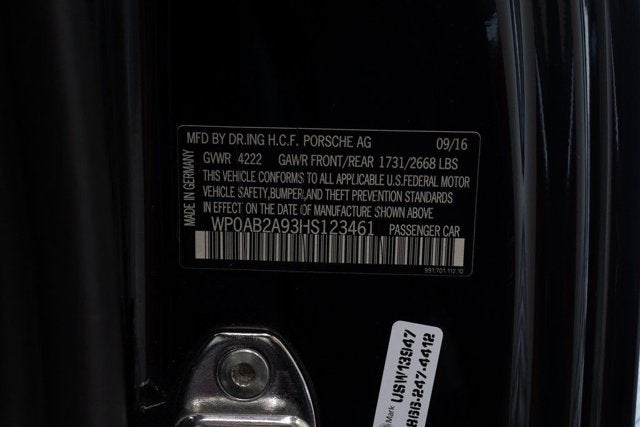 MFD BY DR.ING H.C.F. PORSCHE AG 09/16
GVWR 4222 GAWR FRONT/REAR 1731/2668 LBS
THIS VEHICLE CONFORMS TO ALL APPLICABLE U.S.FEDERAL MOTOR
VEHICLE SAFETY,BUMPER,AND THEFT PREVENTION STANDARDS
IN EFFECT ON THE DATE OF MANUFACTURE SHOWN ABOVE
WP0AB2A93HS123461 PASSENGER CAR
991.701.112.10
MADE IN GERMANY
Mark USW13947
866-247-4412